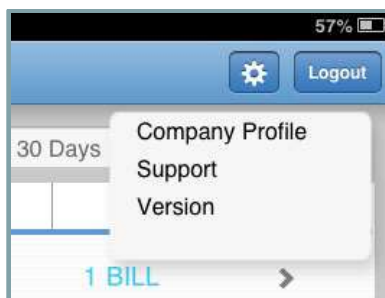 57%
Logout
Company Profile
30 Days
Support
Version
1 BILL